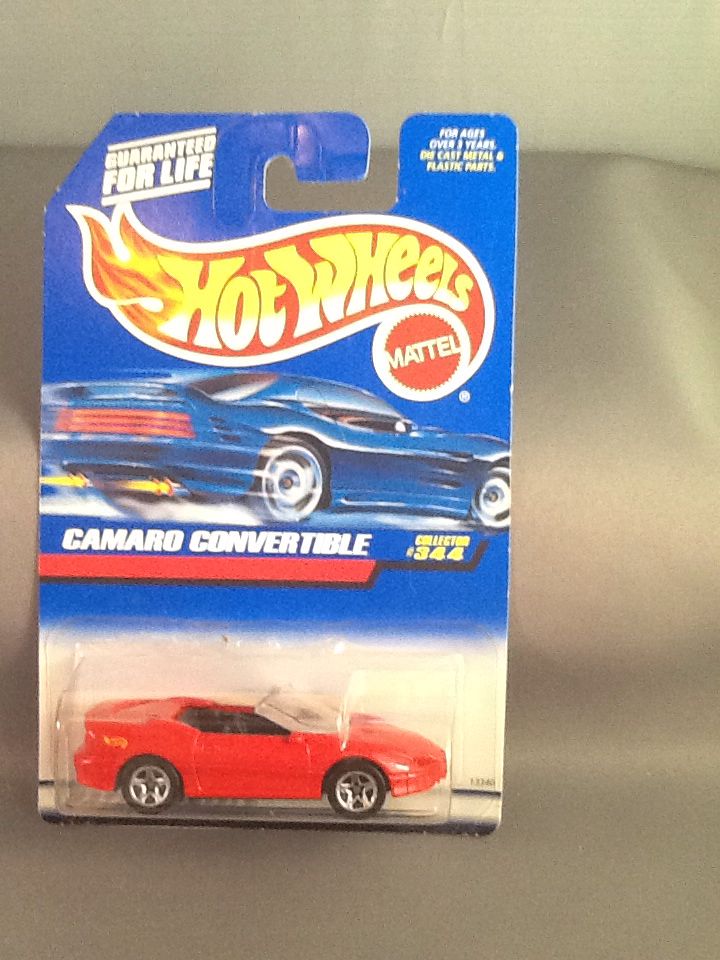 GUARANTEED
FOR LIFE
FOR AGES
OVER 3 YEARS.
DIE CAST METAL &
PLASTIC PARTS.
HOT WHEELS
MATTEL
®
CAMARO CONVERTIBLE
COLLECTOR
#344